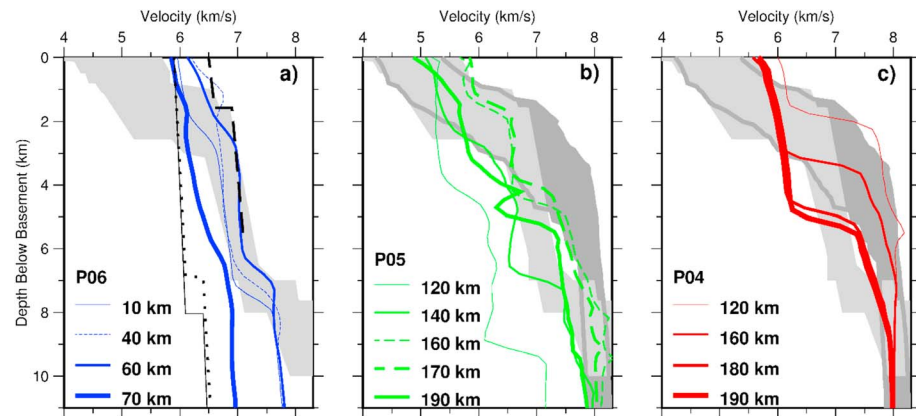 Velocity (km/s) Velocity (km/s) Velocity (km/s)
4 5 6 7 8 4 5 6 7 8 4 5 6 7 8
Depth Below Basement (km)
0
2
4
6
8
10
a)
P06
10 km
40 km
60 km
70 km
b)
P05
120 km
140 km
160 km
170 km
190 km
c)
P04
120 km
160 km
180 km
190 km